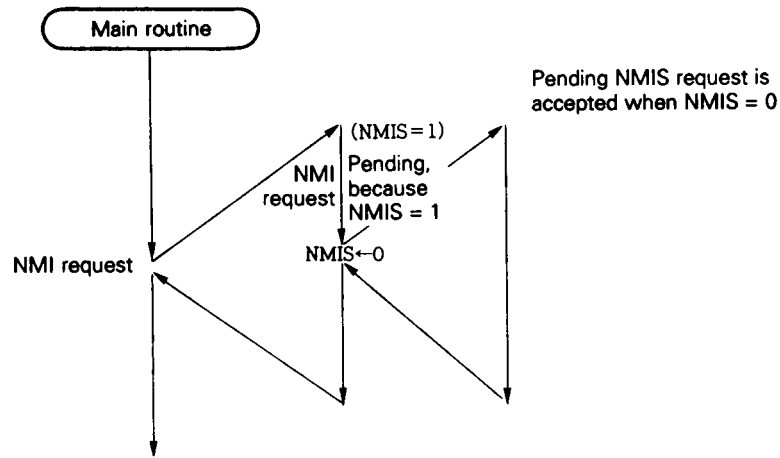 Main routine
Pending NMIS request is
accepted when NMIS = 0
(NMIS=1)
NMI
request
Pending,
because
NMIS = 1
NMIS←0
NMI request